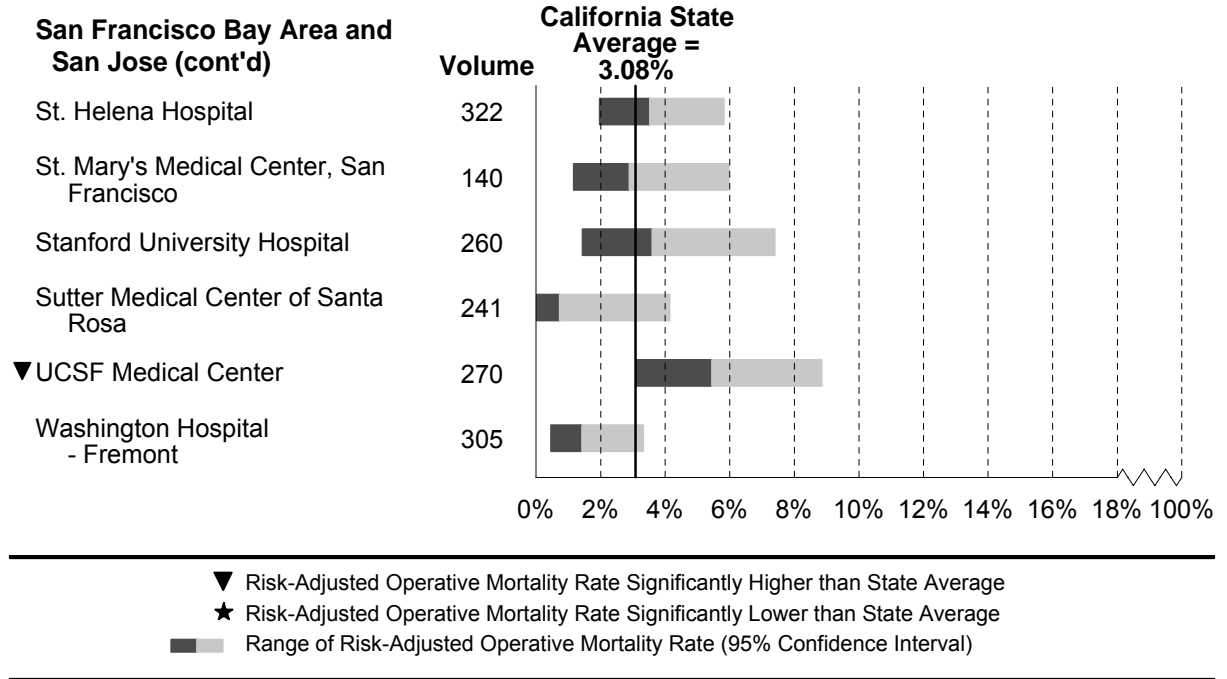 San Francisco Bay Area and
San Jose (cont'd)
Volume
California State
Average =
3.08%
St. Helena Hospital 322
St. Mary's Medical Center, San
Francisco 140
Stanford University Hospital 260
Sutter Medical Center of Santa
Rosa 241
▼UCSF Medical Center 270
Washington Hospital
- Fremont 305
0% 2% 4% 6% 8% 10% 12% 14% 16% 18% 100%
▼ Risk-Adjusted Operative Mortality Rate Significantly Higher than State Average
★ Risk-Adjusted Operative Mortality Rate Significantly Lower than State Average
Range of Risk-Adjusted Operative Mortality Rate (95% Confidence Interval)